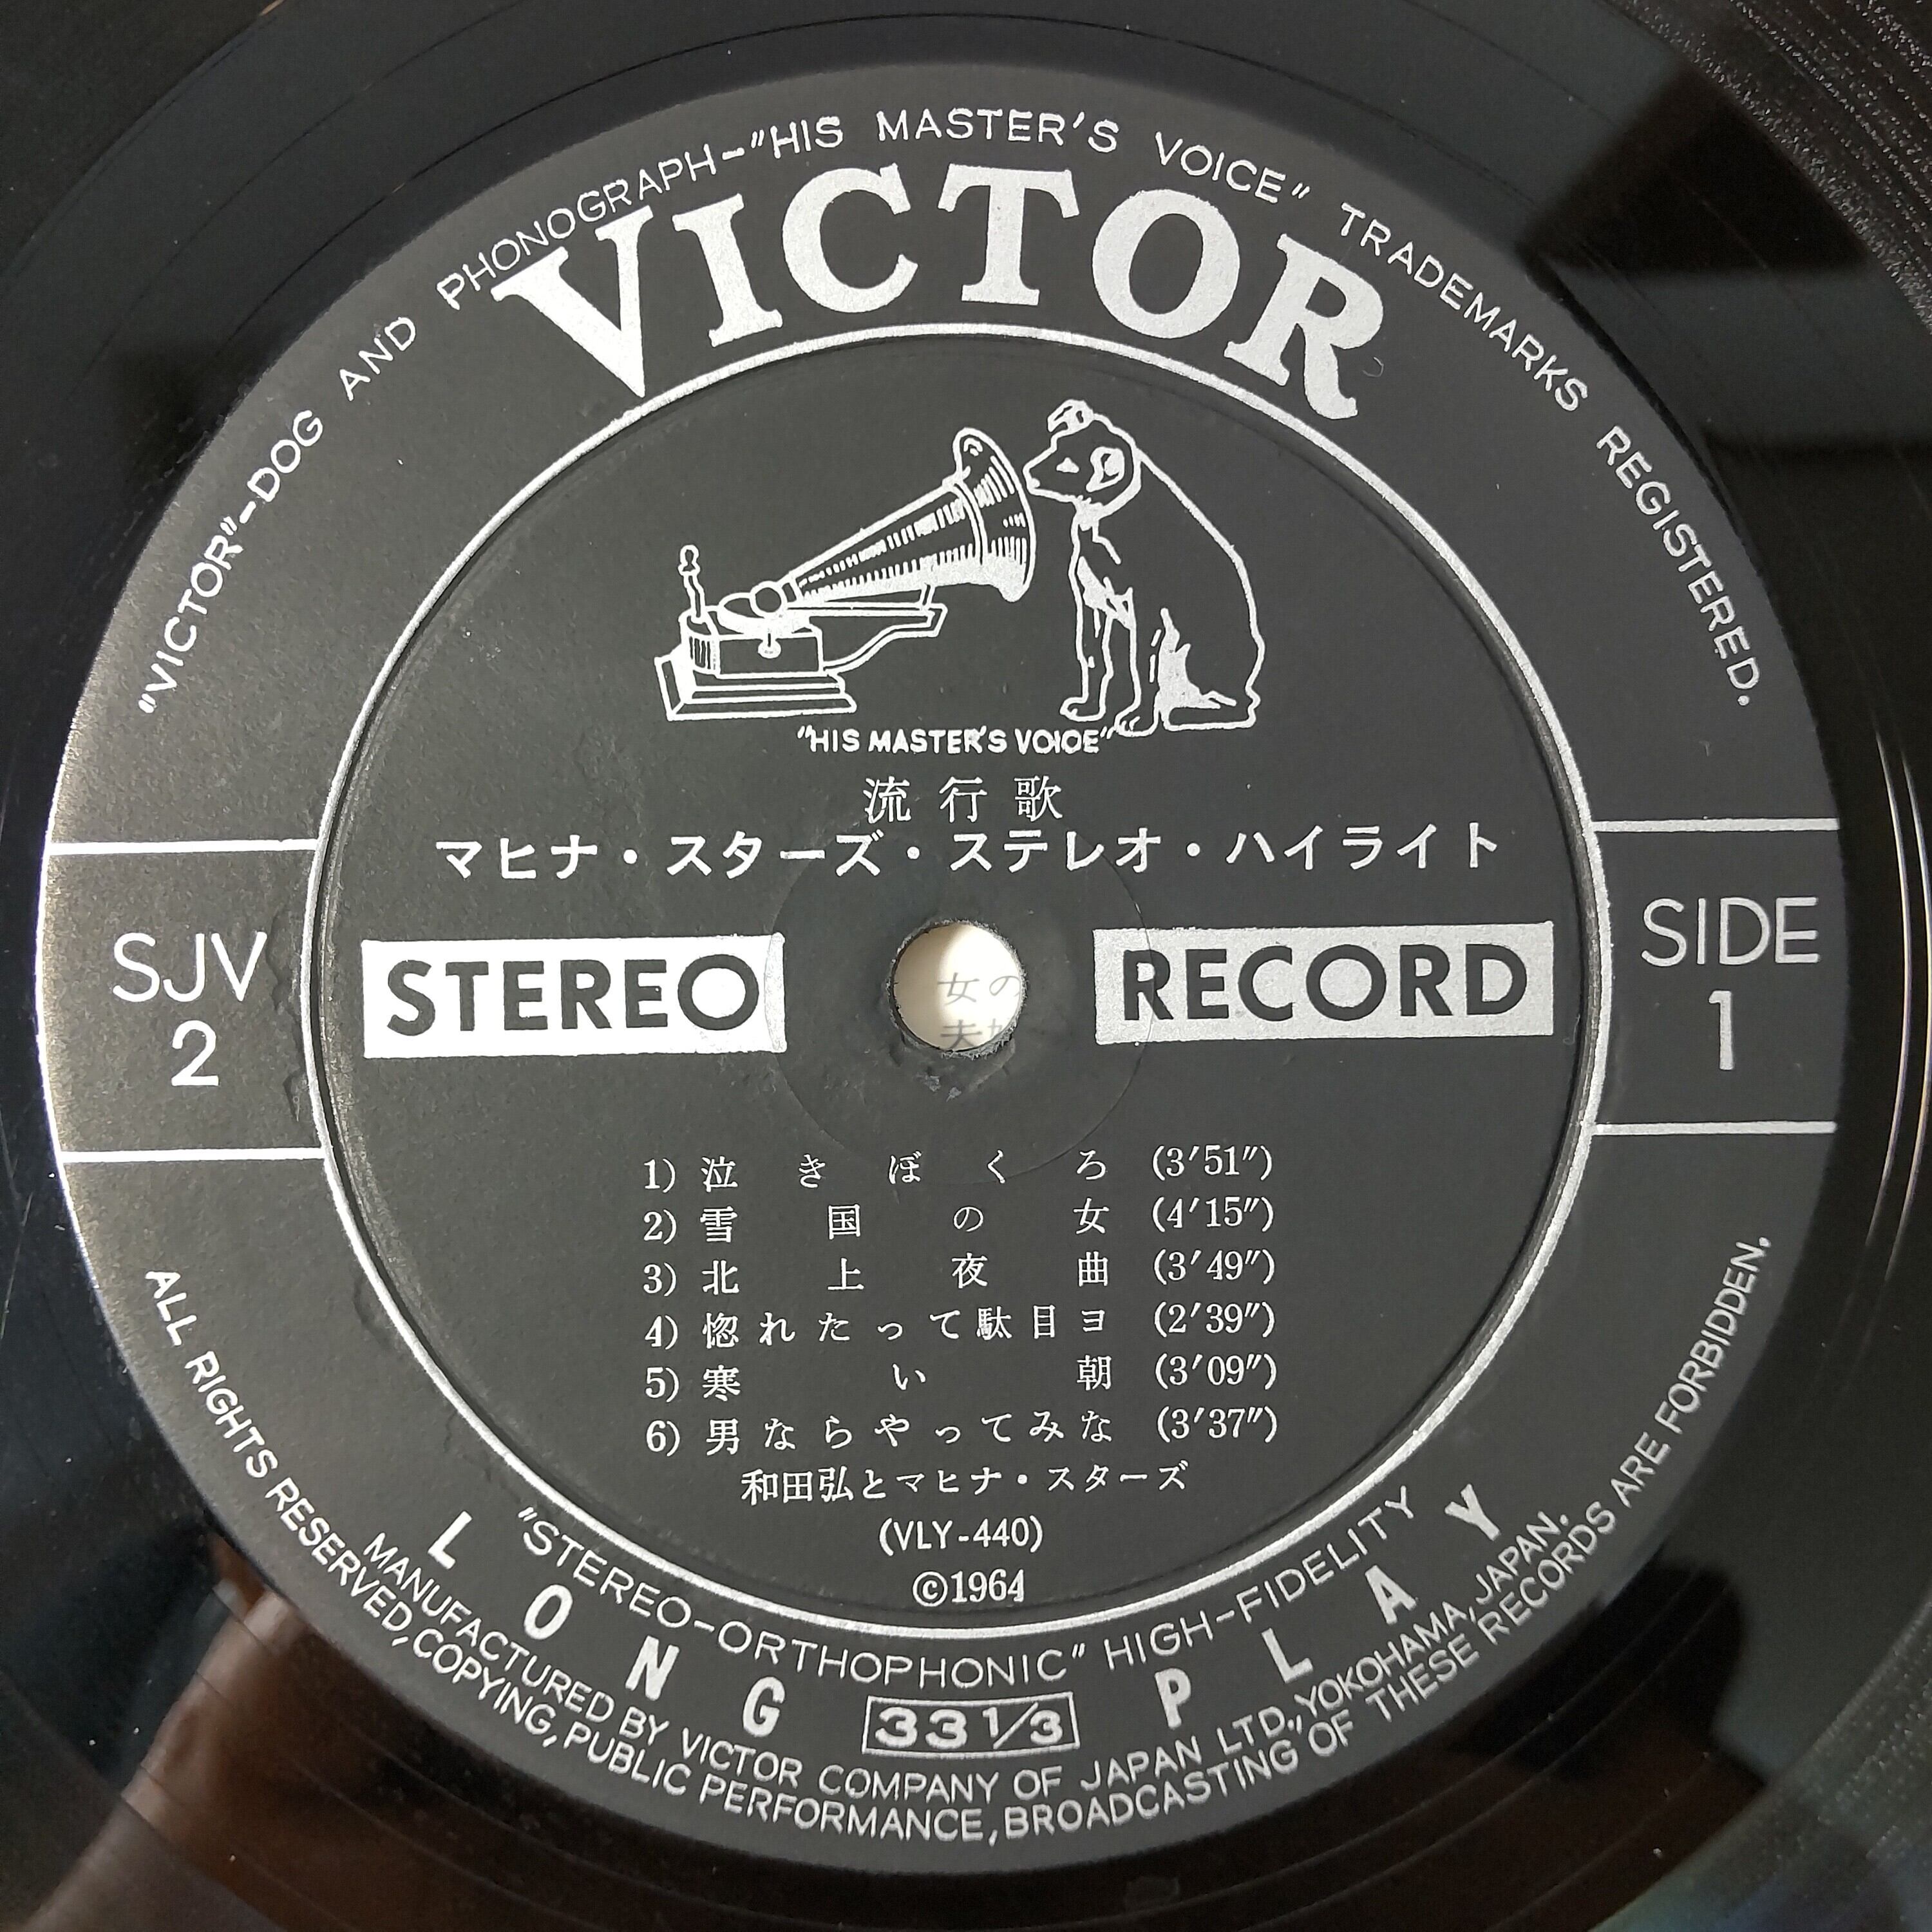 "VICTOR"-DOG AND PHONOGRAPH-"HIS MASTER'S VOICE" TRADEMARKS REGISTERED.
VICTOR
"HIS MASTER'S VOICE"
流行歌
マヒナ・スターズ・ステレオ・ハイライト
SJV
2
STEREO
RECORD
SIDE
1
女の
夫
1) 泣きぼくろ (3′51″)
2) 雪国の女 (4′15″)
3) 北上夜曲 (3′49″)
4) 惚れたって駄目ヨ (2′39″)
5) 寒い朝 (3′09″)
6) 男ならやってみな (3′37″)
和田弘とマヒナ・スターズ
(VLY-440)
©1964
"STEREO-ORTHOPHONIC" HIGH-FIDELITY
LONG 33 1/3 PLAY
MANUFACTURED BY VICTOR COMPANY OF JAPAN LTD., YOKOHAMA, JAPAN.
ALL RIGHTS RESERVED, COPYING, PUBLIC PERFORMANCE, BROADCASTING OF THESE RECORDS ARE FORBIDDEN.